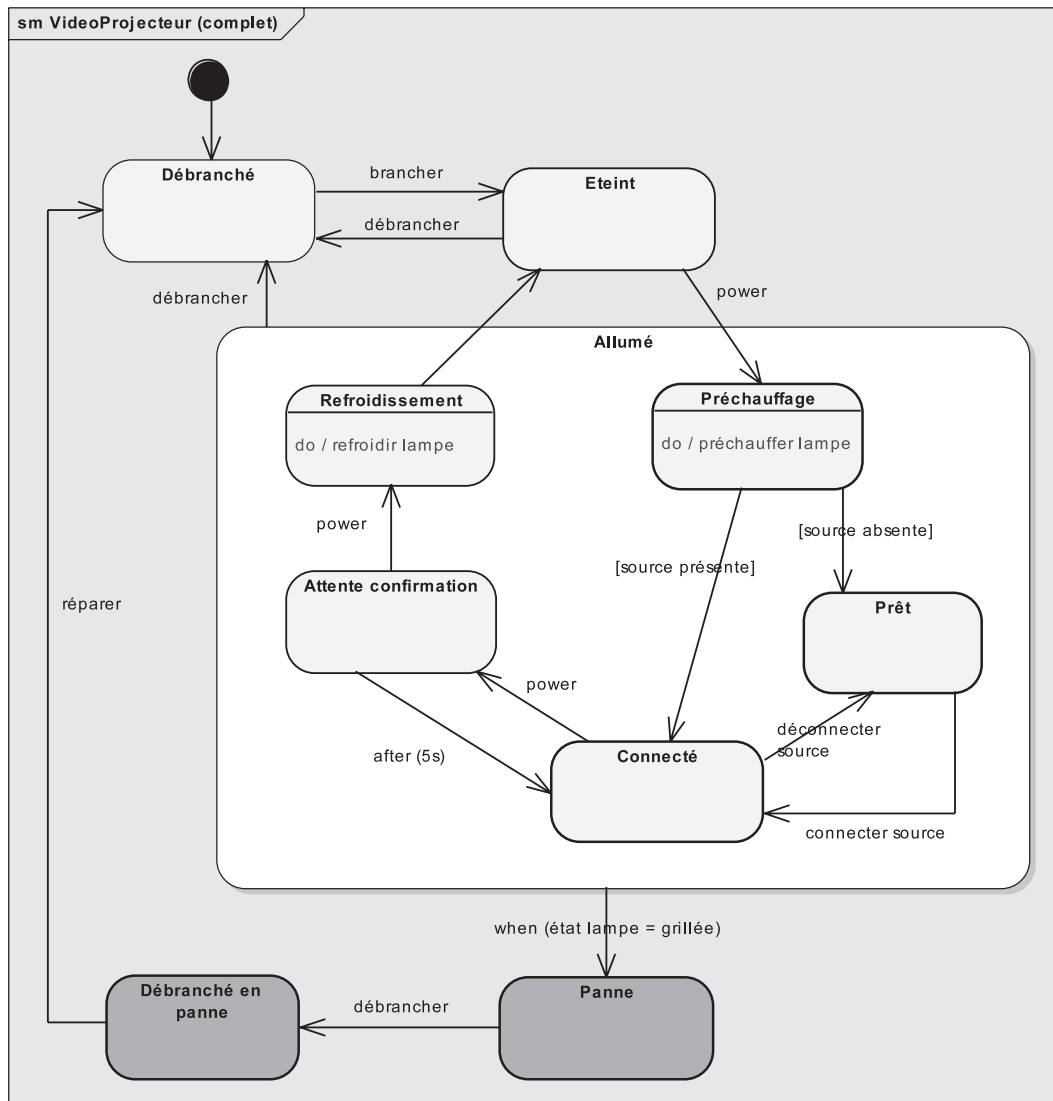 sm VideoProjecteur (complet)
Débranché
brancher
Eteint
débrancher
débrancher
power
Allumé
Refroidissement
do / refroidir lampe
Préchauffage
do / préchauffer lampe
power
[source absente]
[source présente]
Attente confirmation
Prêt
réparer
power
déconnecter
source
after (5s)
Connecté
connecter source
when (état lampe = grillée)
Débranché en
panne
débrancher
Panne